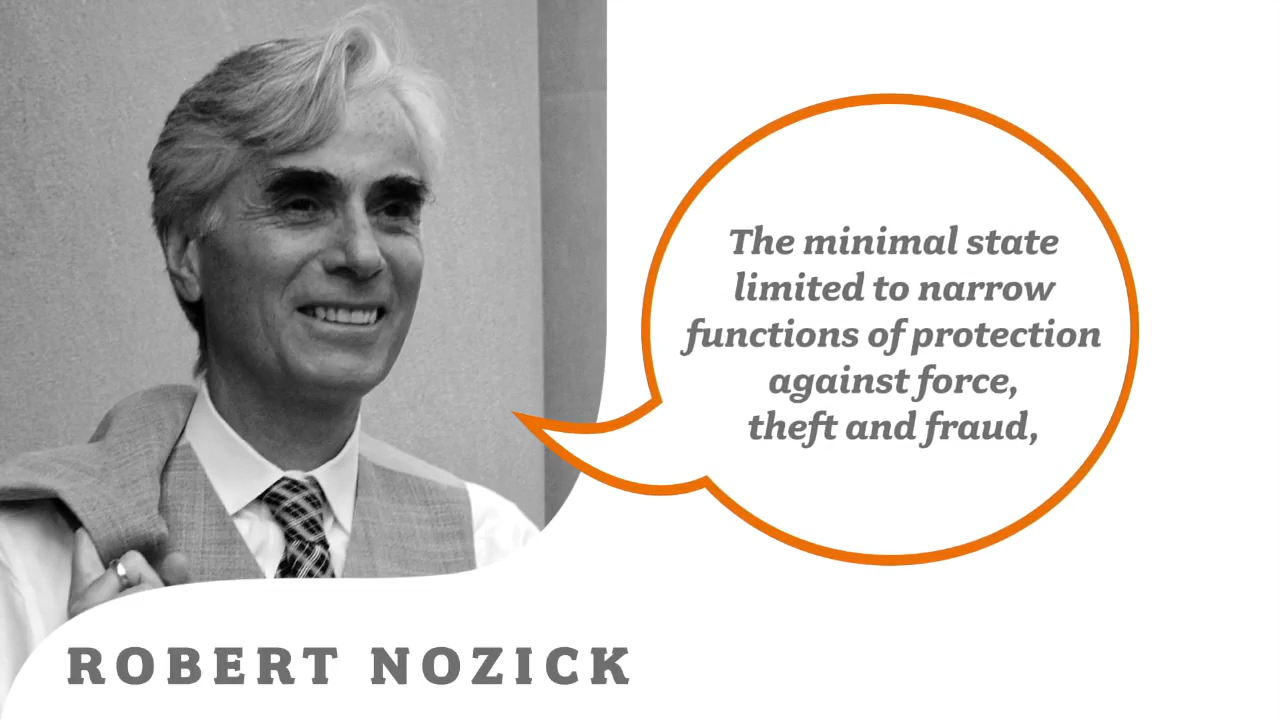 The minimal state
limited to narrow
functions of protection
against force,
theft and fraud,
ROBERT NOZICK